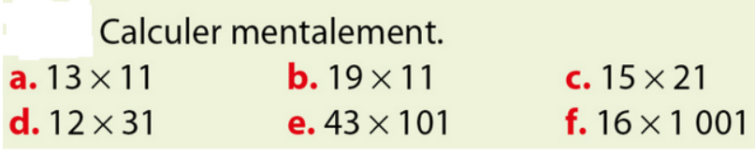 Calculer mentalement.
a. 13 × 11 b. 19 × 11 c. 15 × 21
d. 12 × 31 e. 43 × 101 f. 16 × 1 001